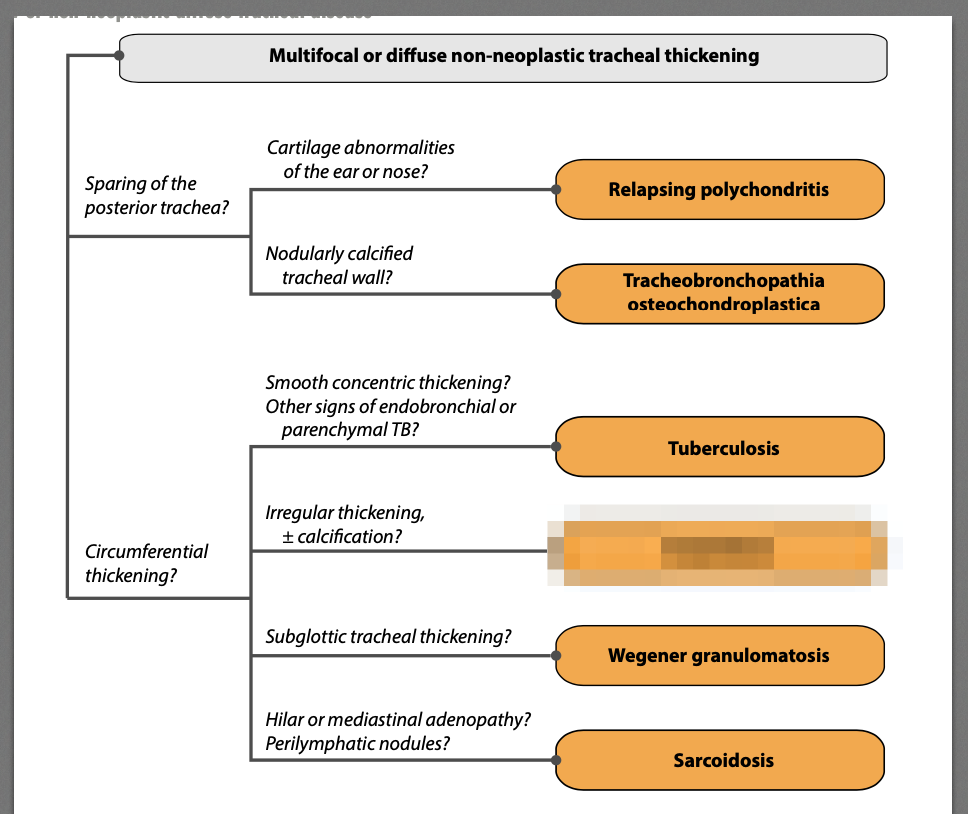 Multifocal or diffuse non-neoplastic tracheal thickening
Cartilage abnormalities
of the ear or nose?
Sparing of the
posterior trachea?
Relapsing polychondritis
Nodularly calcified
tracheal wall?
Tracheobronchopathia
osteochondroplastica
Smooth concentric thickening?
Other signs of endobronchial or
parenchymal TB?
Tuberculosis
Irregular thickening,
± calcification?
Circumferential
thickening?
Subglottic tracheal thickening?
Wegener granulomatosis
Hilar or mediastinal adenopathy?
Perilymphatic nodules?
Sarcoidosis